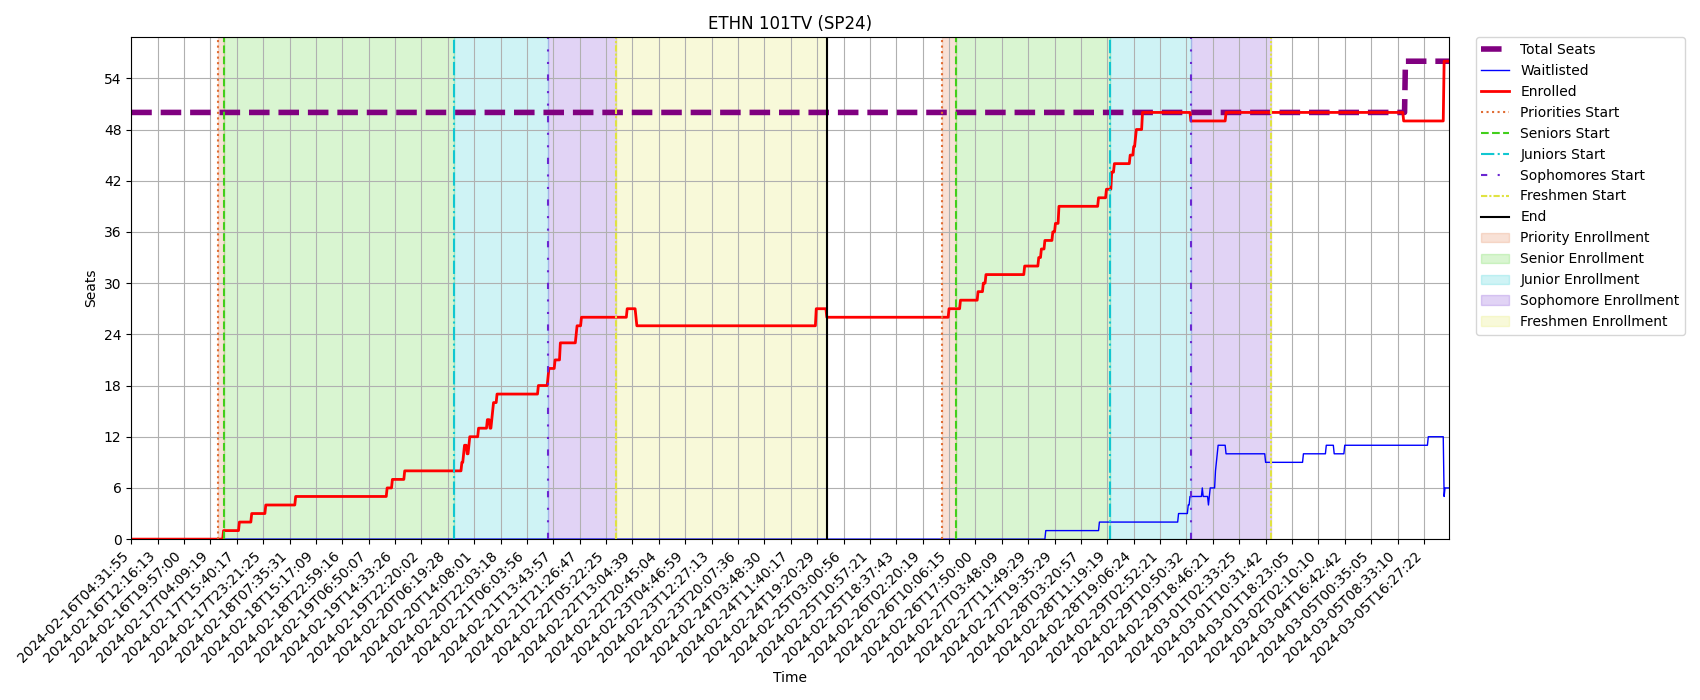 ETHN 101TV (SP24)
Seats
54
48
42
36
30
24
18
12
6
0
2024-02-16T04:31:55
2024-02-16T12:16:13
2024-02-16T19:57:00
2024-02-17T04:09:19
2024-02-17T15:40:17
2024-02-17T23:21:25
2024-02-18T07:35:31
2024-02-18T15:17:09
2024-02-18T22:59:16
2024-02-19T06:50:07
2024-02-19T14:33:26
2024-02-19T22:20:02
2024-02-20T06:19:28
2024-02-20T14:08:01
2024-02-20T22:03:18
2024-02-21T06:03:56
2024-02-21T13:43:57
2024-02-21T21:26:47
2024-02-22T05:22:25
2024-02-22T13:04:39
2024-02-22T20:45:04
2024-02-23T04:46:59
2024-02-23T12:27:13
2024-02-23T20:07:36
2024-02-24T03:48:30
2024-02-24T11:40:17
2024-02-24T19:20:29
2024-02-25T03:00:56
2024-02-25T10:57:21
2024-02-25T18:37:43
2024-02-26T02:20:19
2024-02-26T10:06:15
2024-02-26T17:50:00
2024-02-27T03:48:09
2024-02-27T11:49:29
2024-02-27T19:35:29
2024-02-28T03:20:57
2024-02-28T11:19:19
2024-02-28T19:06:24
2024-02-29T02:52:21
2024-02-29T10:50:32
2024-02-29T18:46:21
2024-03-01T02:33:25
2024-03-01T10:31:42
2024-03-01T18:23:05
2024-03-02T02:10:10
2024-03-04T16:42:42
2024-03-05T00:35:05
2024-03-05T08:33:10
2024-03-05T16:27:22
Time
Total Seats
Waitlisted
Enrolled
Priorities Start
Seniors Start
Juniors Start
Sophomores Start
Freshmen Start
End
Priority Enrollment
Senior Enrollment
Junior Enrollment
Sophomore Enrollment
Freshmen Enrollment